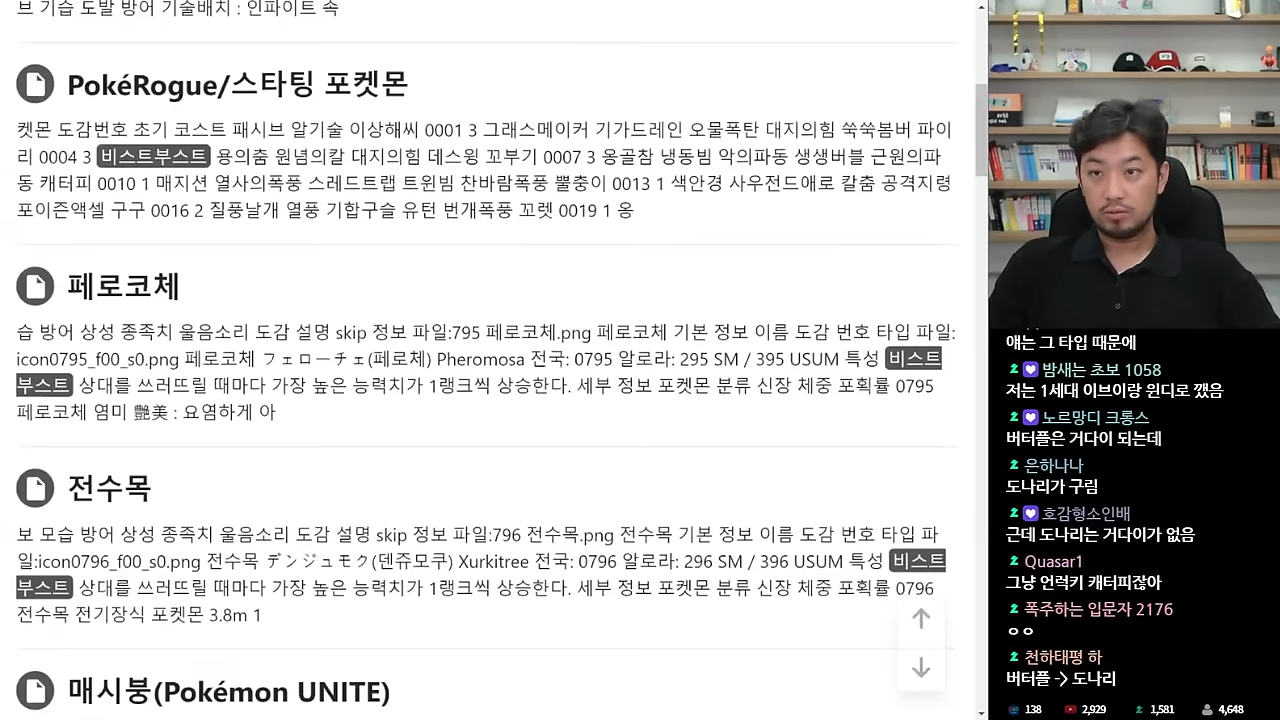 브 기습 도발 방어 기술배치 : 인파이트 속
PokéRogue/스타팅 포켓몬
켓몬 도감번호 초기 코스트 패시브 알기술 이상해씨 0001 3 그래스메이커 기가드레인 오물폭탄 대지의힘 쑥쑥봄버 파이
리 0004 3 비스트부스트 용의춤 원념의칼 대지의힘 데스윙 꼬부기 0007 3 옹골참 냉동빔 악의파동 생생버블 근원의파
동 캐터피 0010 1 매지션 열사의폭풍 스레드트랩 트윈빔 찬바람폭풍 뿔충이 0013 1 색안경 사우전드애로 칼춤 공격지령
포이즌액셀 구구 0016 2 질풍날개 열풍 기합구슬 유턴 번개폭풍 꼬렛 0019 1 옹
페로코체
습 방어 상성 종족치 울음소리 도감 설명 skip 정보 파일:795 페로코체.png 페로코체 기본 정보 이름 도감 번호 타입 파일:
icon0795_f00_s0.png 페로코체 フェローチェ(페로체) Pheromosa 전국: 0795 알로라: 295 SM / 395 USUM 특성 비스트
부스트 상대를 쓰러뜨릴 때마다 가장 높은 능력치가 1랭크씩 상승한다. 세부 정보 포켓몬 분류 신장 체중 포획률 0795
페로코체 염미 艶美 : 요염하게 아
전수목
보 모습 방어 상성 종족치 울음소리 도감 설명 skip 정보 파일:796 전수목.png 전수목 기본 정보 이름 도감 번호 타입 파
일:icon0796_f00_s0.png 전수목 デンジュモク(덴쥬모쿠) Xurkitree 전국: 0796 알로라: 296 SM / 396 USUM 특성 비스트
부스트 상대를 쓰러뜨릴 때마다 가장 높은 능력치가 1랭크씩 상승한다. 세부 정보 포켓몬 분류 신장 체중 포획률 0796
전수목 전기장식 포켓몬 3.8m 1
매시붕(Pokémon UNITE)
얘는 그 타입 때문에
밤새는 초보 1058
저는 1세대 이브이랑 윈디로 깼음
노르망디 크롱스
버터플은 거다이 되는데
은하나나
도나리가 구림
호감형소인배
근데 도나리는 거다이가 없음
Quasar1
그냥 언럭키 캐터피잖아
폭주하는 입문자 2176
ㅇㅇ
천하태평 하
버터플 -> 도나리
138 2,929 1,581 4,648